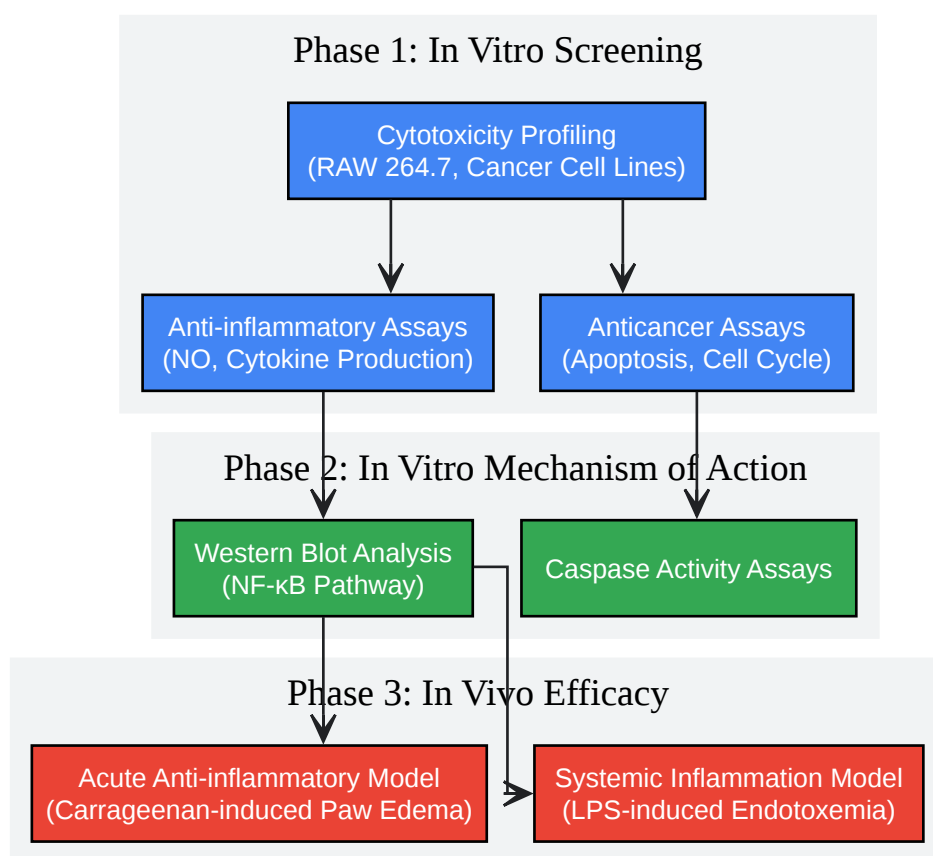 Phase 1: In Vitro Screening
Cytotoxicity Profiling
(RAW 264.7, Cancer Cell Lines)
Anti-inflammatory Assays
(NO, Cytokine Production)
Anticancer Assays
(Apoptosis, Cell Cycle)
Phase 2: In Vitro Mechanism of Action
Western Blot Analysis
(NF-κB Pathway)
Caspase Activity Assays
Phase 3: In Vivo Efficacy
Acute Anti-inflammatory Model
(Carrageenan-induced Paw Edema)
Systemic Inflammation Model
(LPS-induced Endotoxemia)